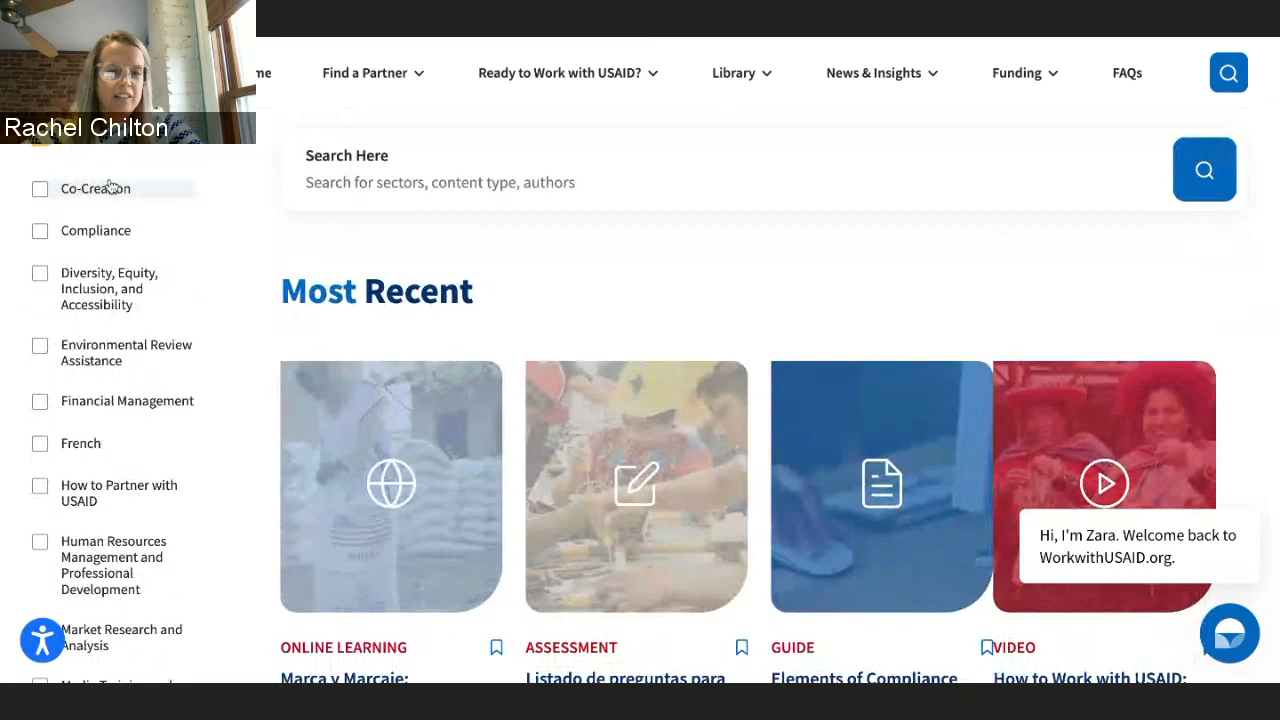 Rachel Chilton
me
Find a Partner
Ready to Work with USAID?
Library
News & Insights
Funding
FAQs
Search Here
Search for sectors, content type, authors
Co-Creation
Compliance
Diversity, Equity,
Inclusion, and
Accessibility
Environmental Review
Assistance
Financial Management
French
How to Partner with
USAID
Human Resources
Management and
Professional
Development
Market Research and
Analysis
Most Recent
Hi, I'm Zara. Welcome back to
WorkwithUSAID.org.
ONLINE LEARNING
ASSESSMENT
GUIDE
VIDEO
Marca y Marcaje:
Listado de preguntas para
Elements of Compliance
How to Work with USAID: